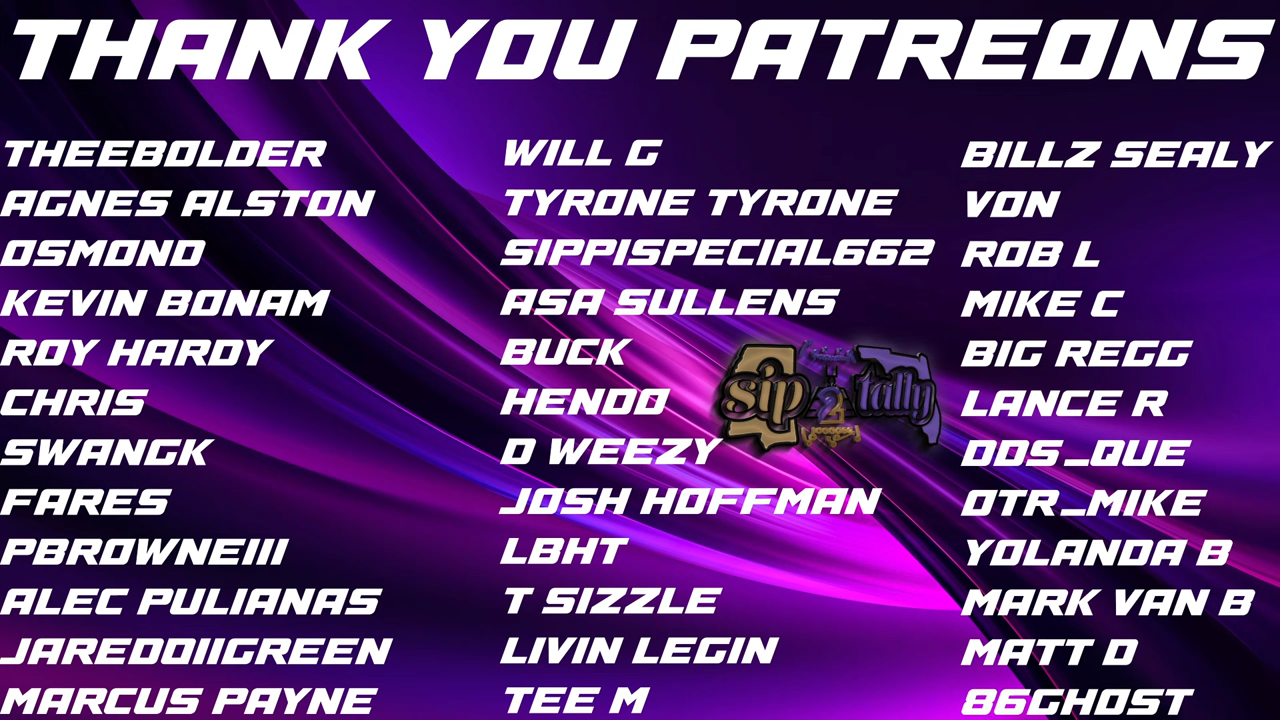 THANK YOU PATREONS
THEEBOLDER
AGNES ALSTON
OSMOND
KEVIN BONAM
ROY HARDY
CHRIS
SWANGK
FARES
PBROWNEIII
ALEC PULIANAS
JAREDDIIGREEN
MARCUS PAYNE
WILL G
TYRONE TYRONE
SIPPISPECIAL662
ASA SULLENS
BUCK
HENDO
D WEEZY
JOSH HOFFMAN
LBHT
T SIZZLE
LIVIN LEGIN
TEE M
sip 2 tally
BILLZ SEALY
VON
ROB L
MIKE C
BIG REGG
LANCE R
DDS_QUE
OTR_MIKE
YOLANDA B
MARK VAN B
MATT D
86GHOST